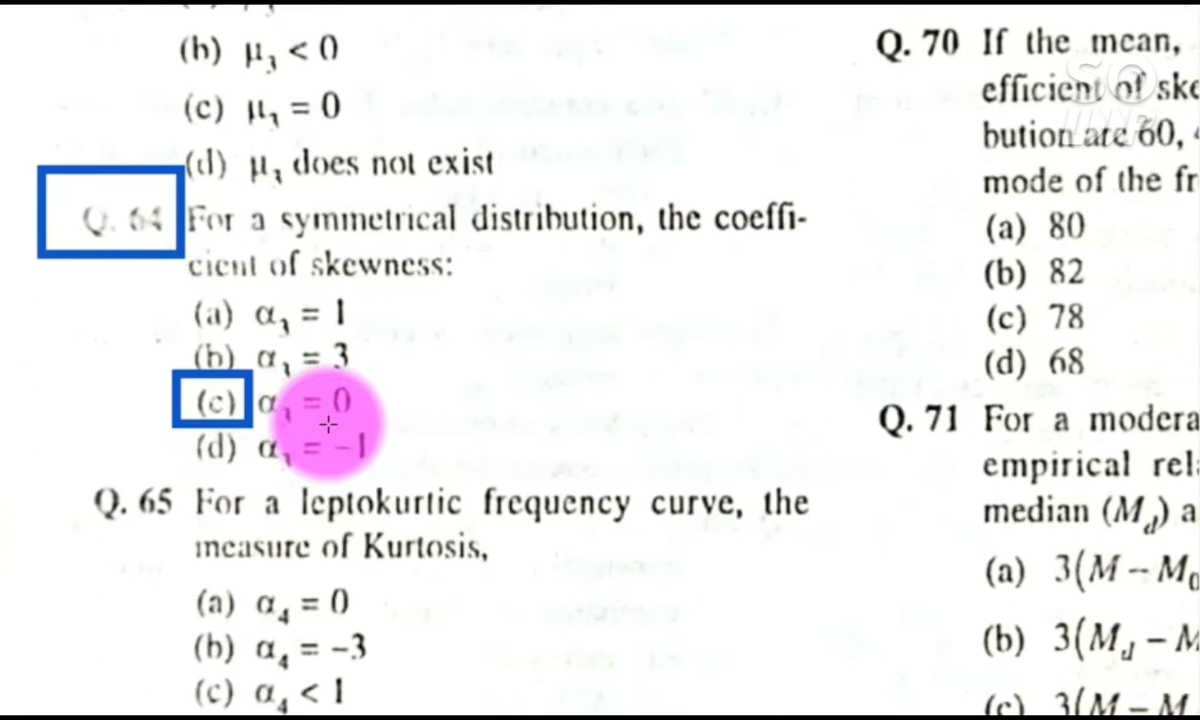 (b) μ₃ < 0
(c) μ₃ = 0
(d) μ₃ does not exist
Q. 64 For a symmetrical distribution, the coeffi-
cient of skewness:
(a) α₃ = 1
(b) α₃ = 3
(c) α₃ = 0
(d) α₃ = −1
Q. 65 For a leptokurtic frequency curve, the
measure of Kurtosis,
(a) α₄ = 0
(b) α₄ = −3
(c) α₄ < 1
Q. 70 If the mean,
efficient of ske
bution are 60,
mode of the fr
(a) 80
(b) 82
(c) 78
(d) 68
Q. 71 For a modera
empirical rel
median (M_d) a
(a) 3(M − M₀
(b) 3(M_d − M
(c) 3(M − M